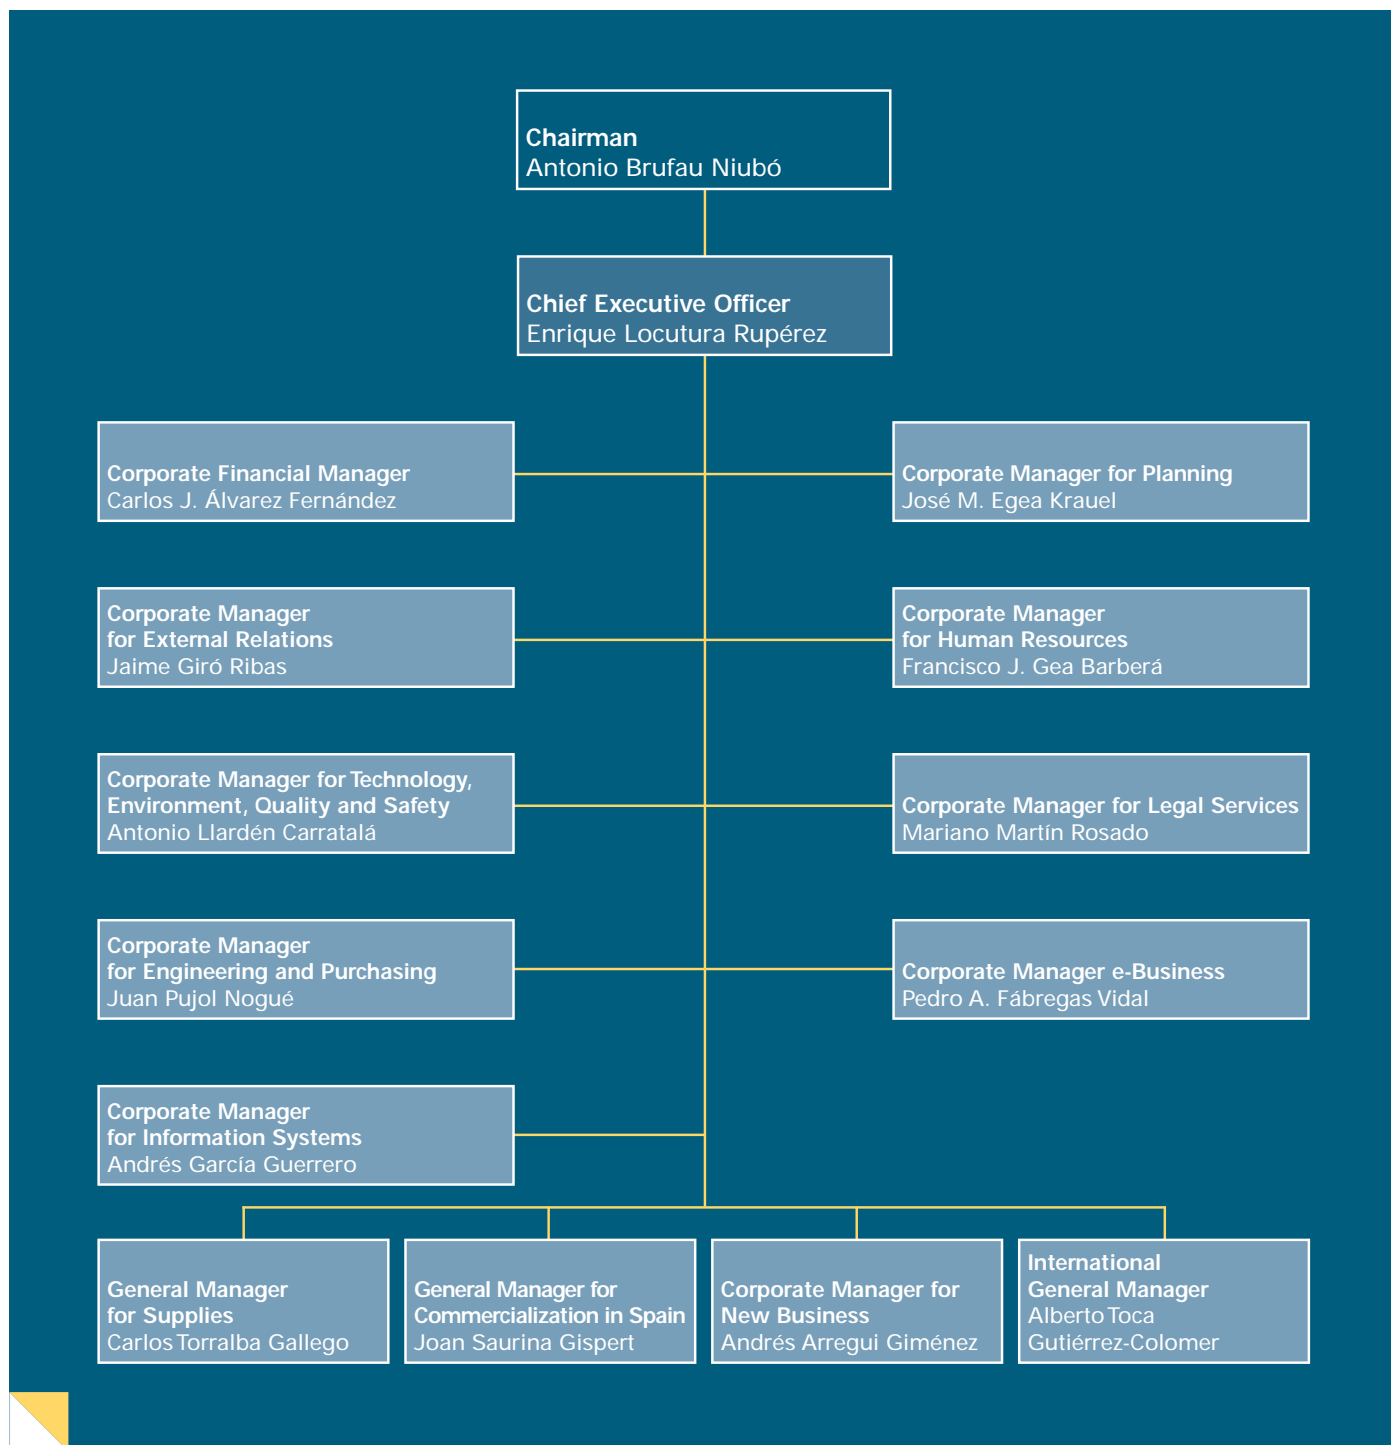 Chairman
Antonio Brufau Niubó
Chief Executive Officer
Enrique Locutura Rupérez
Corporate Financial Manager
Carlos J. Álvarez Fernández
Corporate Manager for Planning
José M. Egea Krauel
Corporate Manager
for External Relations
Jaime Giró Ribas
Corporate Manager
for Human Resources
Francisco J. Gea Barberá
Corporate Manager for Technology,
Environment, Quality and Safety
Antonio Llardén Carratalá
Corporate Manager for Legal Services
Mariano Martín Rosado
Corporate Manager
for Engineering and Purchasing
Juan Pujol Nogué
Corporate Manager e-Business
Pedro A. Fábregas Vidal
Corporate Manager
for Information Systems
Andrés García Guerrero
General Manager
for Supplies
Carlos Torralba Gallego
General Manager for
Commercialization in Spain
Joan Saurina Gispert
Corporate Manager for
New Business
Andrés Arregui Giménez
International
General Manager
Alberto Toca
Gutiérrez-Colomer